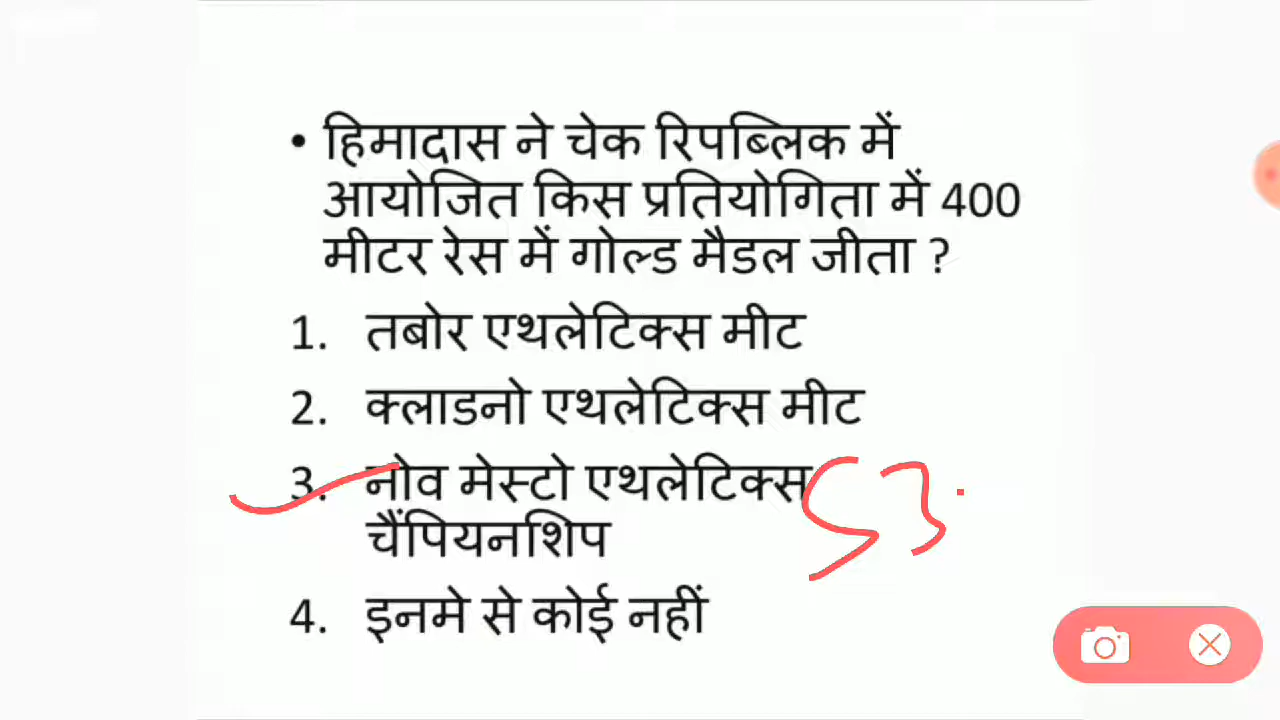 • हिमादास ने चेक रिपब्लिक में
आयोजित किस प्रतियोगिता में 400
मीटर रेस में गोल्ड मैडल जीता ?
1. तबोर एथलेटिक्स मीट
2. क्लाडनो एथलेटिक्स मीट
3. नोव मेस्टो एथलेटिक्स
चैंपियनशिप
53.
4. इनमे से कोई नहीं